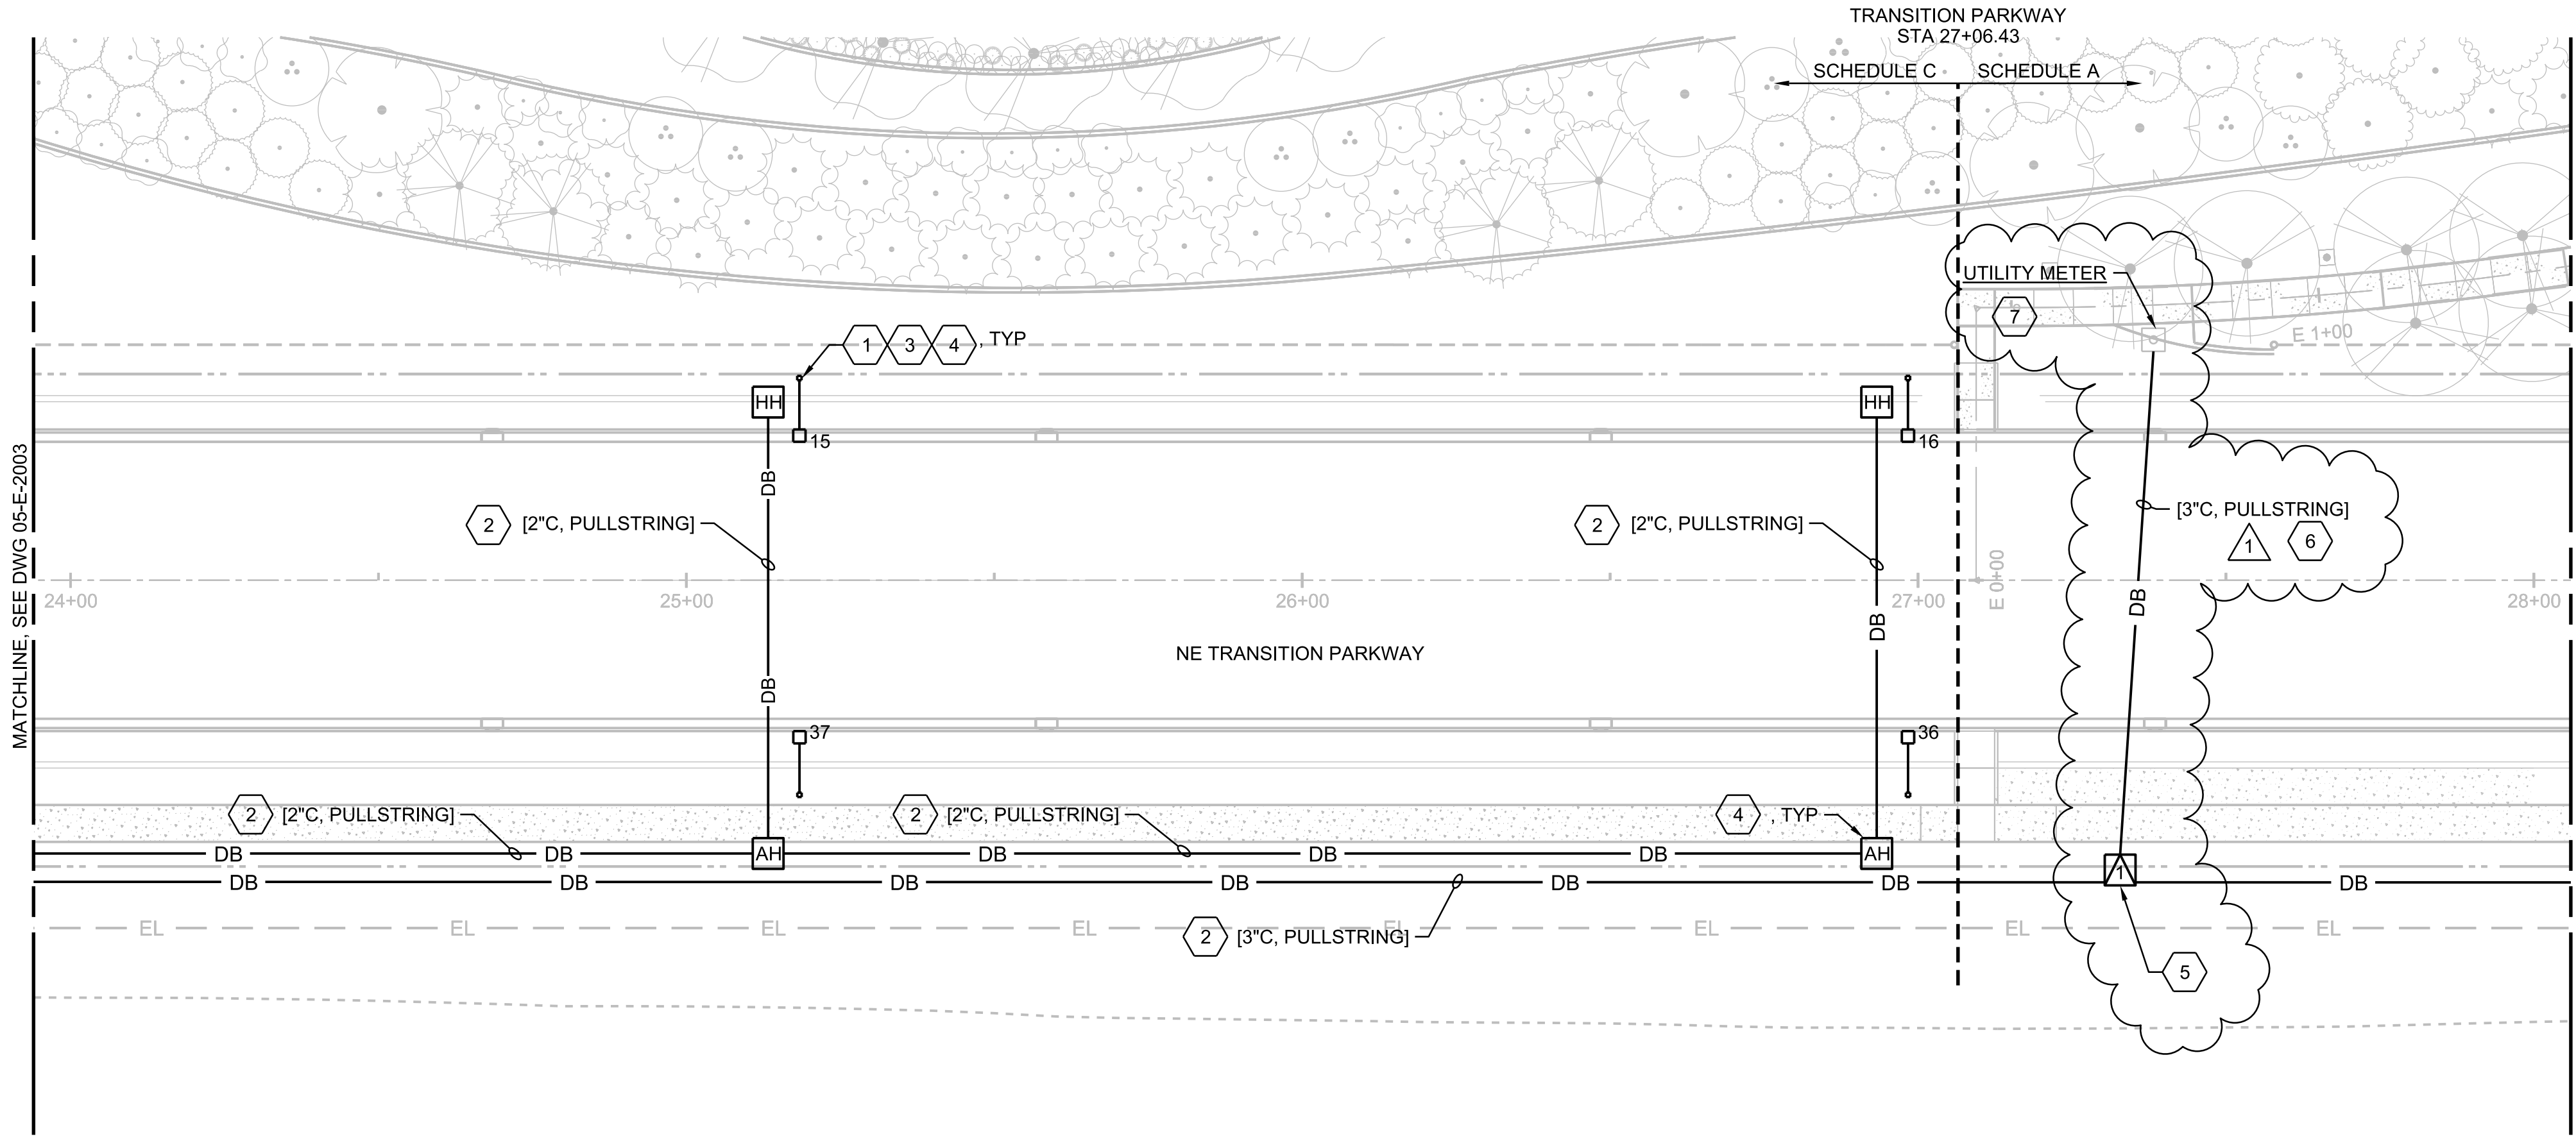 TRANSITION PARKWAY
STA 27+06.43
SCHEDULE C
SCHEDULE A
UTILITY METER
7
1 3 4 , TYP
E 1+00
HH
HH
15
16
MATCHLINE, SEE DWG 05-E-2003
DB
2 [2"C, PULLSTRING]
2 [2"C, PULLSTRING]
[3"C, PULLSTRING]
1 6
24+00
25+00
26+00
27+00
E 0+00
28+00
DB
DB
NE TRANSITION PARKWAY
DB
37
36
2 [2"C, PULLSTRING]
2 [2"C, PULLSTRING]
4 , TYP
DB DB AH DB DB DB AH
1
DB DB DB DB DB DB DB
EL EL EL EL EL EL EL EL
2 [3"C, PULLSTRING]
5